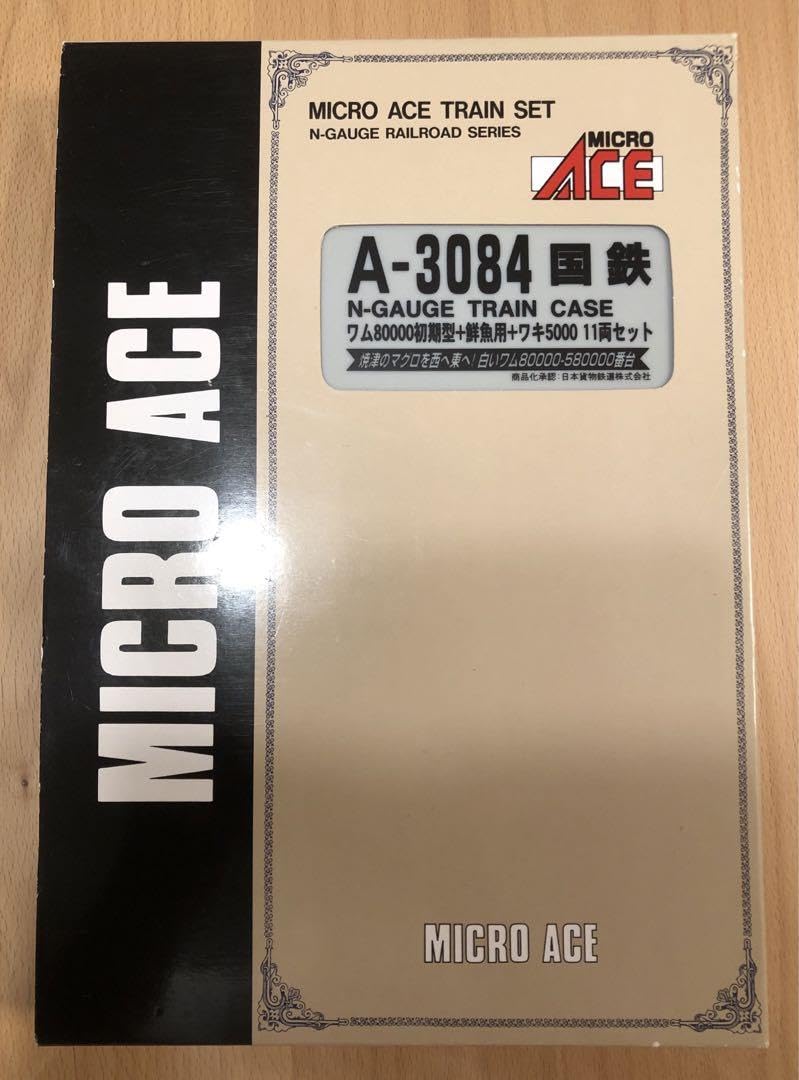 MICRO ACE
MICRO ACE TRAIN SET
N-GAUGE RAILROAD SERIES
MICRO
ACE
A-3084 国鉄
N-GAUGE TRAIN CASE
ワム80000初期型+鮮魚用+ワキ5000 11両セット
焼津のマグロを西へ東へ!白いワム80000-580000番台
商品化承認:日本貨物鉄道株式会社
MICRO ACE